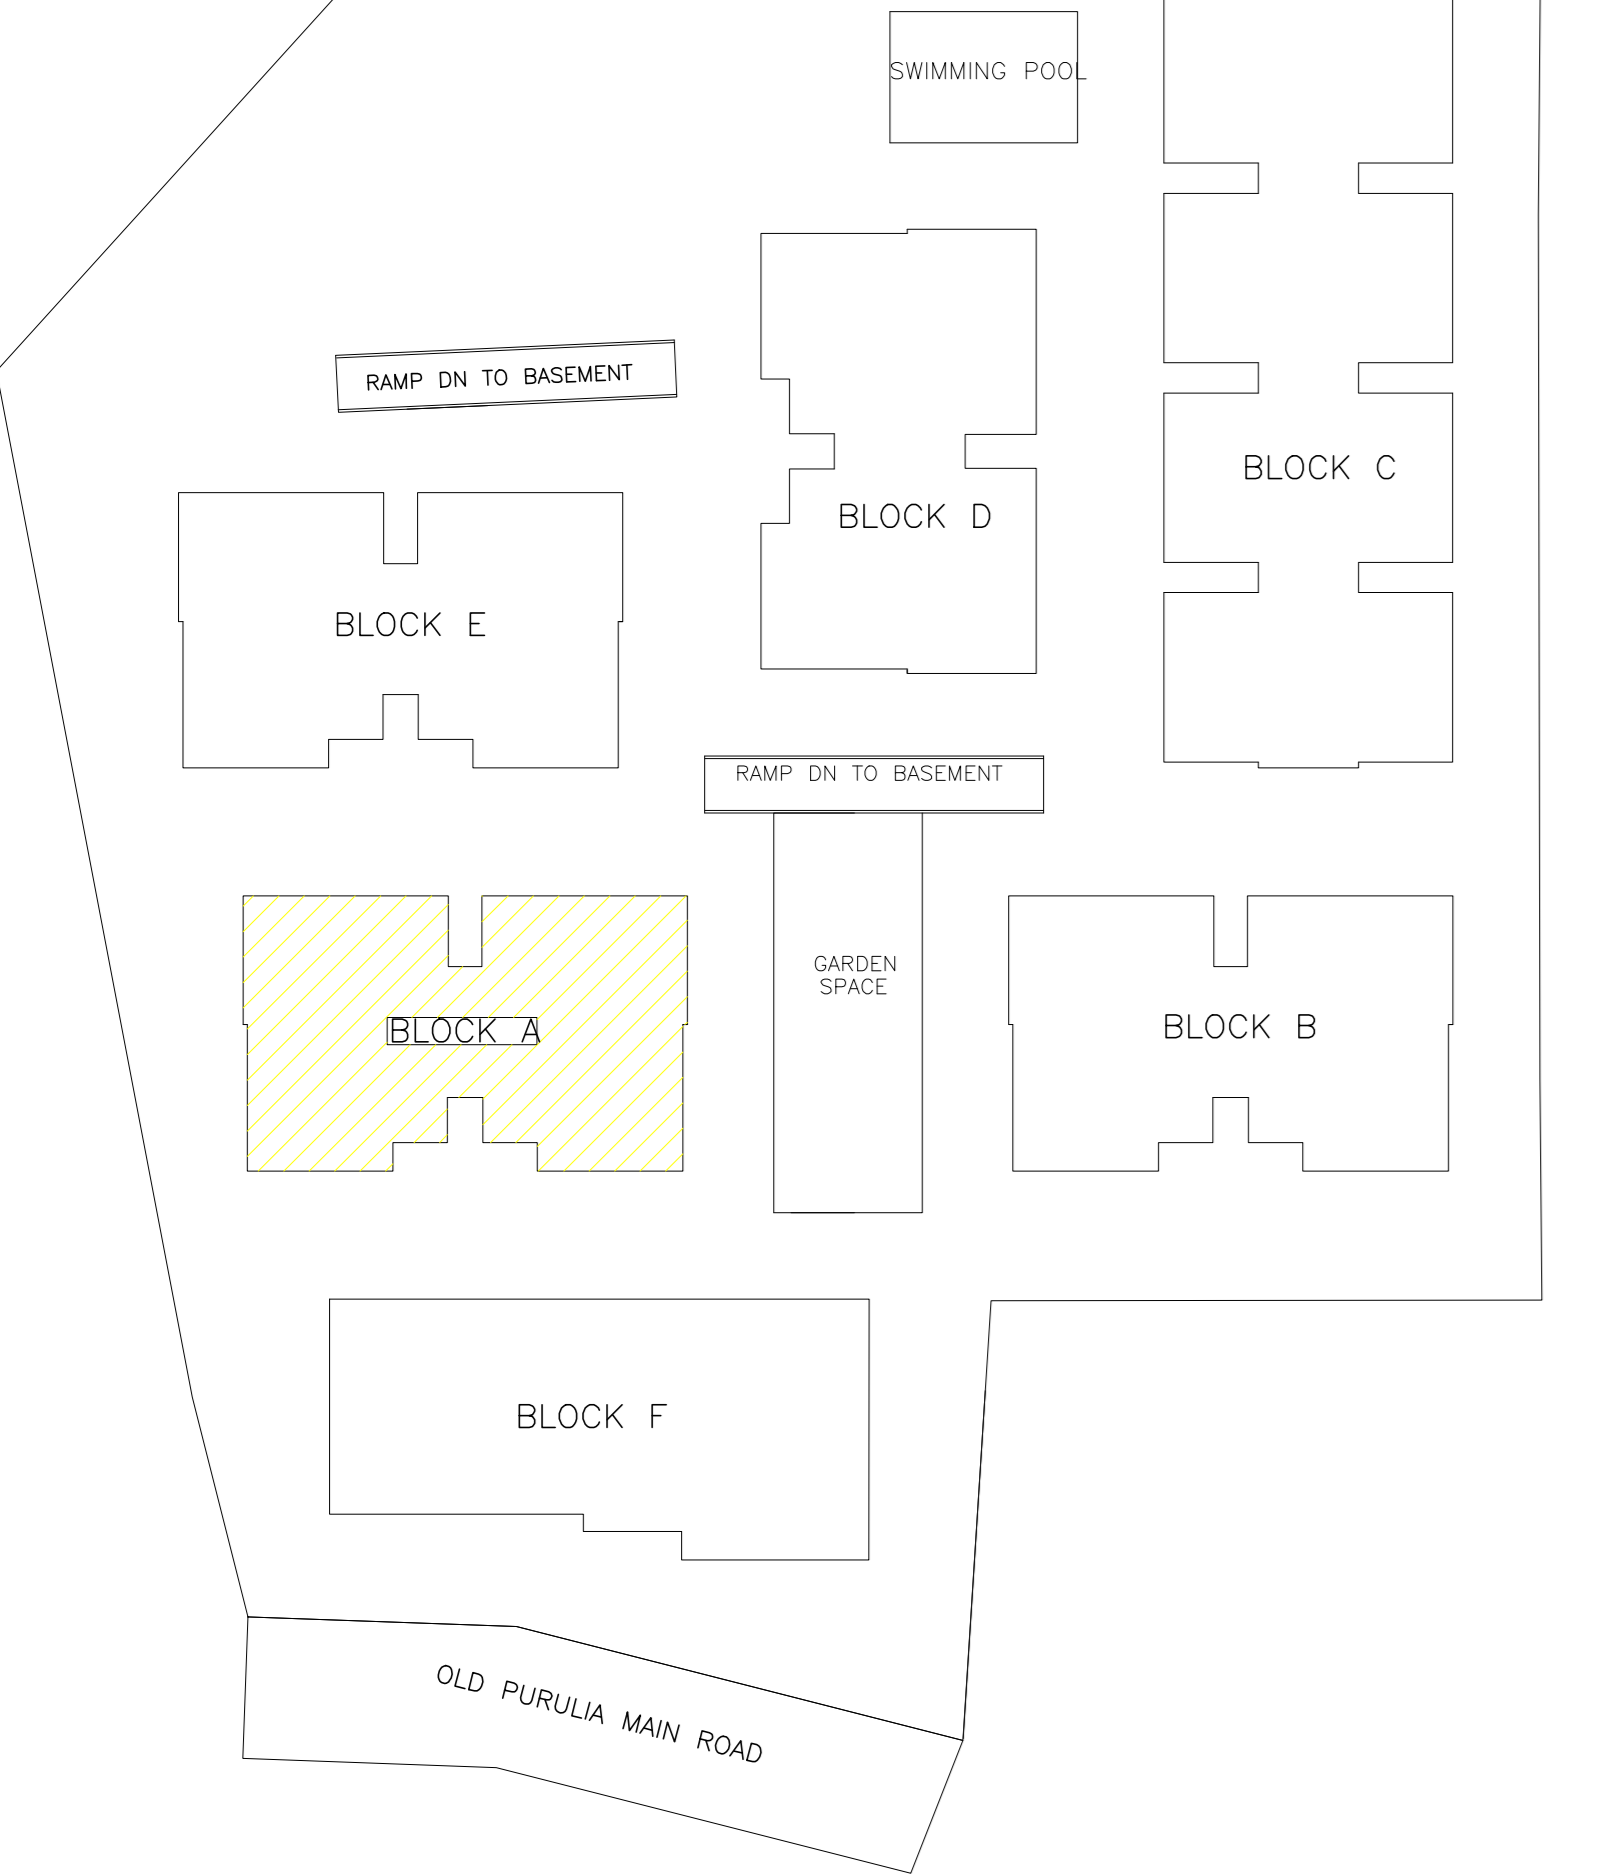 SWIMMING POOL
RAMP DN TO BASEMENT
BLOCK C
BLOCK D
BLOCK E
RAMP DN TO BASEMENT
GARDEN
SPACE
BLOCK A
BLOCK B
BLOCK F
OLD PURULIA MAIN ROAD